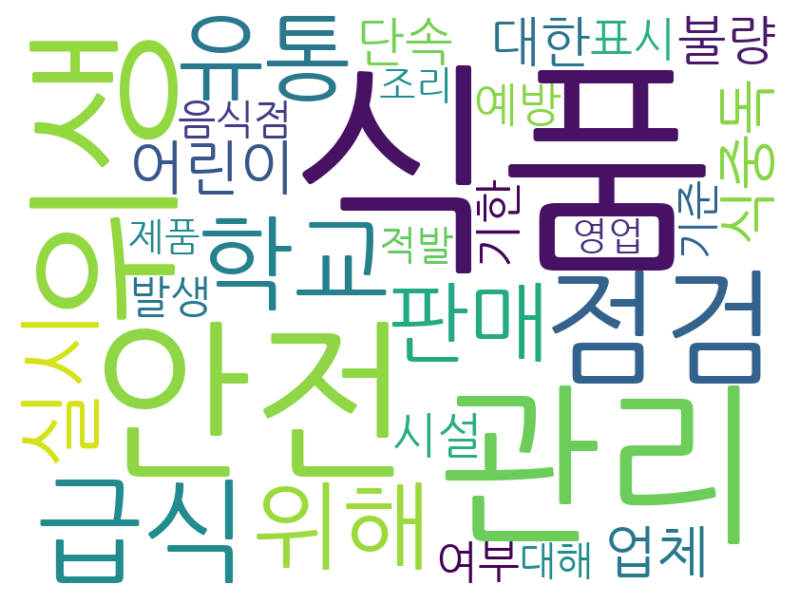 위생
유통
단속
대한
표시
불량
조리
예방
음식점
어린이
식품
식중독
학교
제품
적발
기한
영업
기준
발생
판매
점검
실시
안전
시설
관리
급식
위해
여부
대해
업체